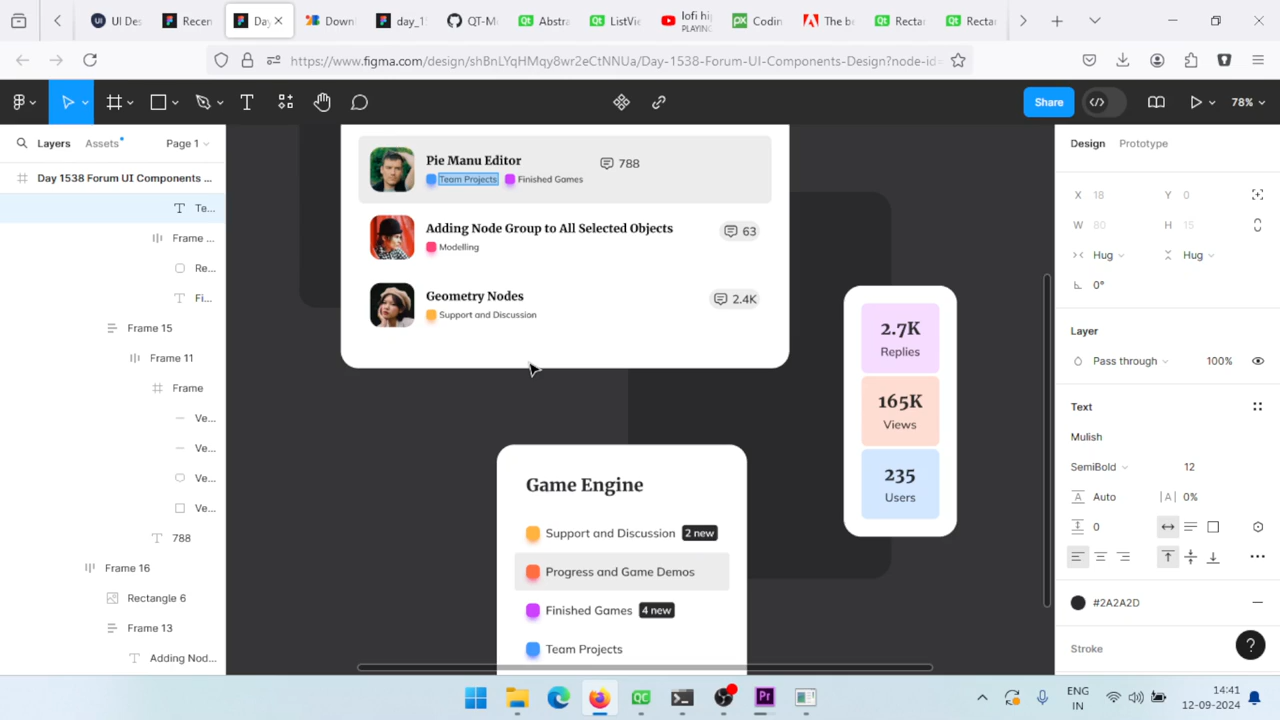 UI Des
Recen
Day
Down
day_1
QT-M
Abstra
ListVie
lofi hi
PLAYING
Codin
The be
Recta
Rectar
https://www.figma.com/design/shBnLYqHMqyswr2eCtNNUa/Day-1538-Forum-UI-Components-Design?node-id=
Share
78%
Layers
Assets
Page 1
Day 1538 Forum UI Components ...
Te...
Frame ...
Re...
Fi...
Frame 15
Frame 11
Frame
Ve...
Ve...
Ve...
Ve...
788
Frame 16
Rectangle 6
Frame 13
Adding Nod...
Pie Manu Editor
788
Team Projects
Finished Games
Adding Node Group to All Selected Objects
63
Modelling
Geometry Nodes
2.4K
Support and Discussion
2.7K
Replies
165K
Views
235
Users
Game Engine
Support and Discussion
2 new
Progress and Game Demos
Finished Games
4 new
Team Projects
Design
Prototype
X 18
Y 0
W 80
H 15
Hug
Hug
0°
Layer
Pass through
100%
Text
Mulish
SemiBold
12
Auto
|A| 0%
0
#2A2A2D
Stroke
?
ENG
IN
14:41
12-09-2024